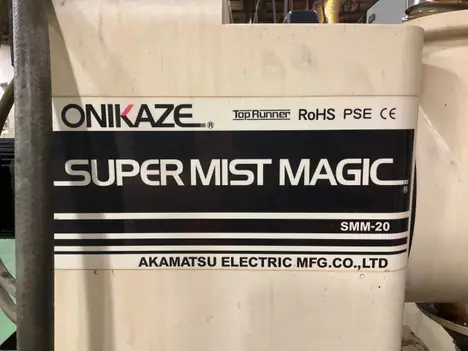 ONIKAZE® TopRunner RoHS PSE CE
SUPER MIST MAGIC®
SMM-20
AKAMATSU ELECTRIC MFG.CO.,LTD